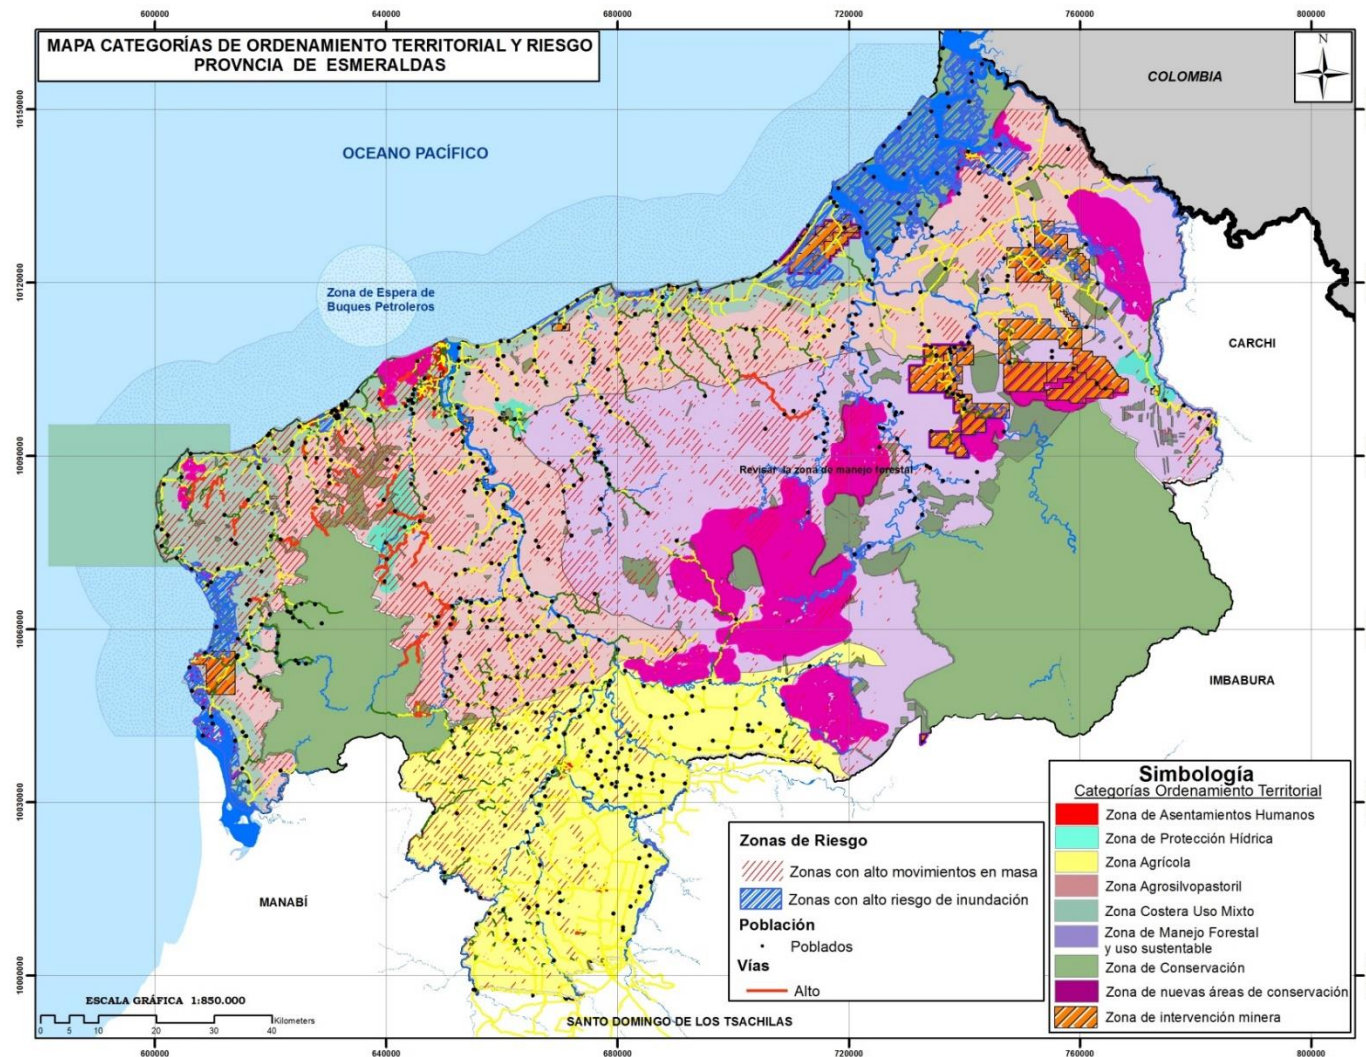 600000
640000
680000
720000
760000
800000
MAPA CATEGORÍAS DE ORDENAMIENTO TERRITORIAL Y RIESGO
PROVNCIA DE ESMERALDAS
N
COLOMBIA
10150000
OCEANO PACÍFICO
10120000
Zona de Espera de
Buques Petroleros
CARCHI
10090000
Revisar la zona de manejo forestal
10060000
IMBABURA
10030000
MANABÍ
10000000
SANTO DOMINGO DE LOS TSACHILAS
ESCALA GRÁFICA 1:850.000
0 5 10 20 30 40 Kilometers
Zonas de Riesgo
Zonas con alto movimientos en masa
Zonas con alto riesgo de inundación
Población
Poblados
Vías
Alto
Simbología
Categorías Ordenamiento Territorial
Zona de Asentamientos Humanos
Zona de Protección Hídrica
Zona Agrícola
Zona Agrosilvopastoril
Zona Costera Uso Mixto
Zona de Manejo Forestal
y uso sustentable
Zona de Conservación
Zona de nuevas áreas de conservación
Zona de intervención minera
600000
640000
680000
720000
760000
800000